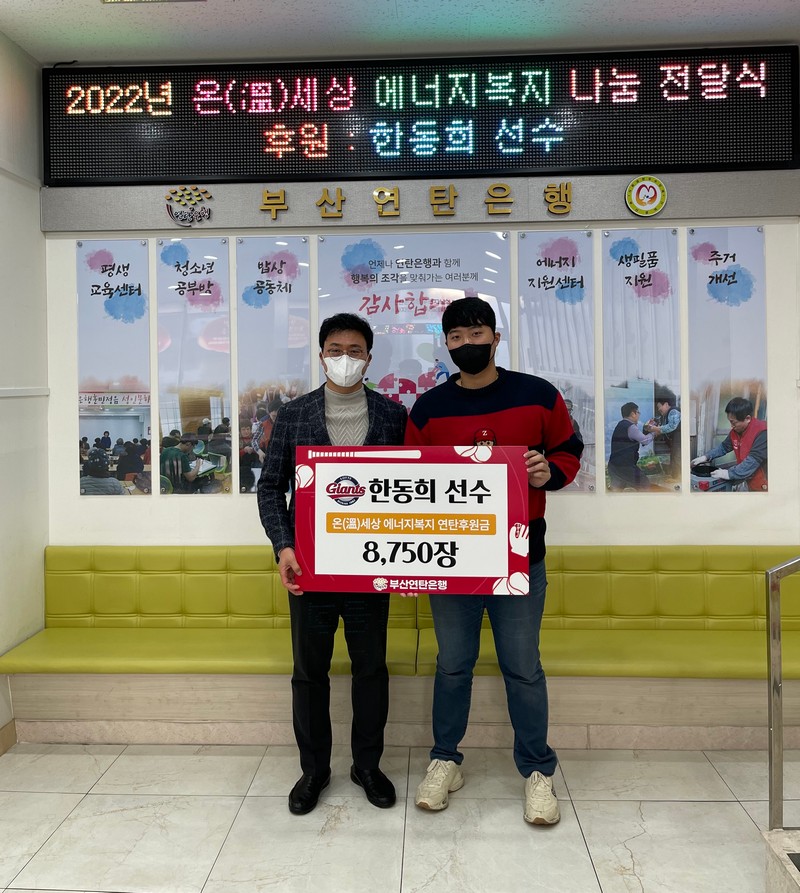 2022년 온(溫)세상 에너지복지 나눔 전달식
후원 : 한동희 선수
부산연탄은행
평생
교육센터
청소년
공부방
밥상
공동체
언제나 연탄은행과 함께
행복의 조각을 맞춰가는 여러분께
감사합
에너지
지원센터
생필품
지원
주거
개선
Giants 한동희 선수
온(溫)세상 에너지복지 연탄후원금
8,750장
부산연탄은행